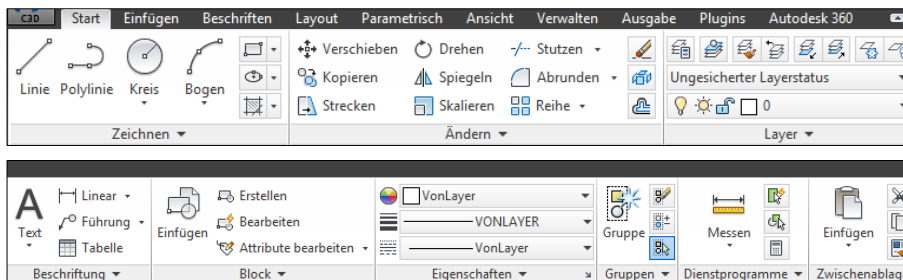 C3D Start Einfügen Beschriften Layout Parametrisch Ansicht Verwalten Ausgabe Plugins Autodesk 360
Verschieben Drehen Stutzen
Kopieren Spiegeln Abrunden Ungesicherter Layerstatus
Linie Polylinie Kreis Bogen
Strecken Skalieren Reihe 0
Zeichnen Ändern Layer
Linear Erstellen VonLayer
Text Führung Einfügen Bearbeiten VONLAYER Gruppe Messen Einfügen
Tabelle Attribute bearbeiten VonLayer
Beschriftung Block Eigenschaften Gruppen Dienstprogramme Zwischenablag